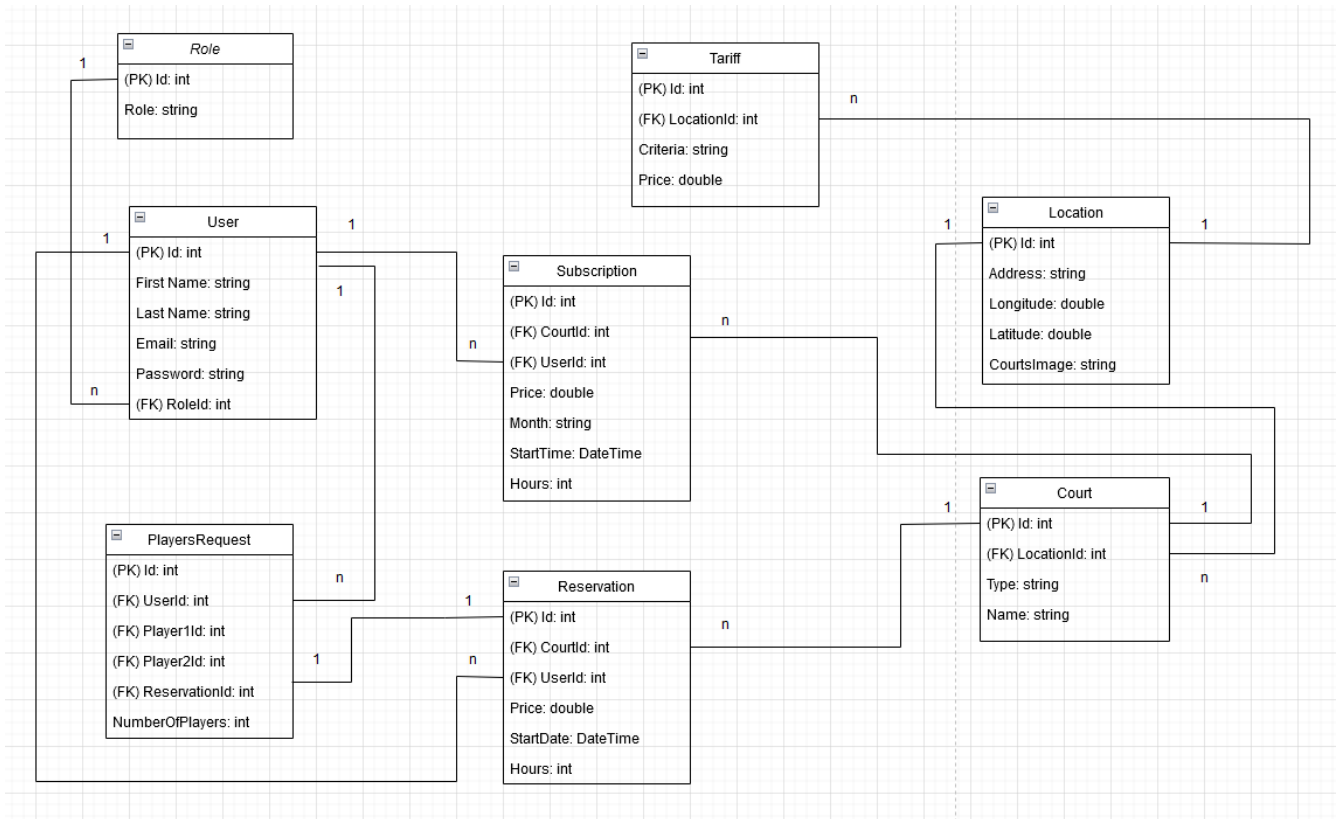 Role
(PK) Id: int
Role: string
1
n
Tariff
(PK) Id: int
(FK) LocationId: int
Criteria: string
Price: double
n
User
(PK) Id: int
First Name: string
Last Name: string
Email: string
Password: string
(FK) RoleId: int
1
1
1
n
Subscription
(PK) Id: int
(FK) CourtId: int
(FK) UserId: int
Price: double
Month: string
StartTime: DateTime
Hours: int
n
Location
(PK) Id: int
Address: string
Longitude: double
Latitude: double
CourtsImage: string
1
1
PlayersRequest
(PK) Id: int
(FK) UserId: int
(FK) Player1Id: int
(FK) Player2Id: int
(FK) ReservationId: int
NumberOfPlayers: int
n
1
1
n
Reservation
(PK) Id: int
(FK) CourtId: int
(FK) UserId: int
Price: double
StartDate: DateTime
Hours: int
n
Court
(PK) Id: int
(FK) LocationId: int
Type: string
Name: string
1
1
n